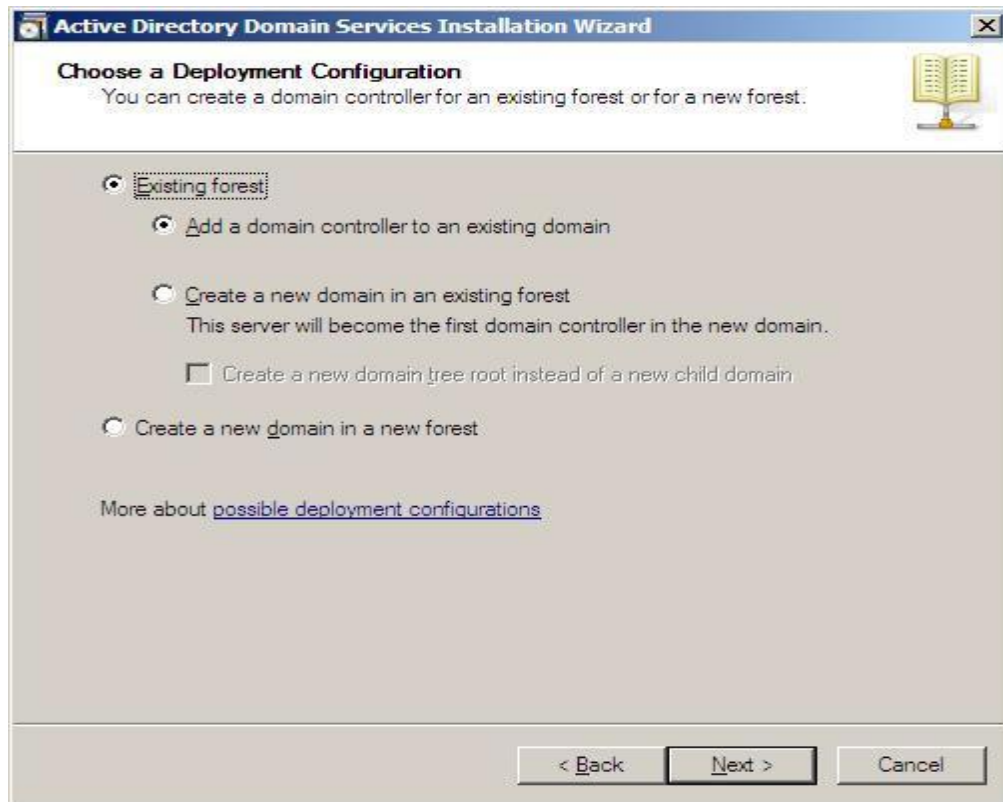 Active Directory Domain Services Installation Wizard
Choose a Deployment Configuration
You can create a domain controller for an existing forest or for a new forest.
Existing forest
Add a domain controller to an existing domain
Create a new domain in an existing forest
This server will become the first domain controller in the new domain.
Create a new domain tree root instead of a new child domain
Create a new domain in a new forest
More about possible deployment configurations
< Back Next > Cancel